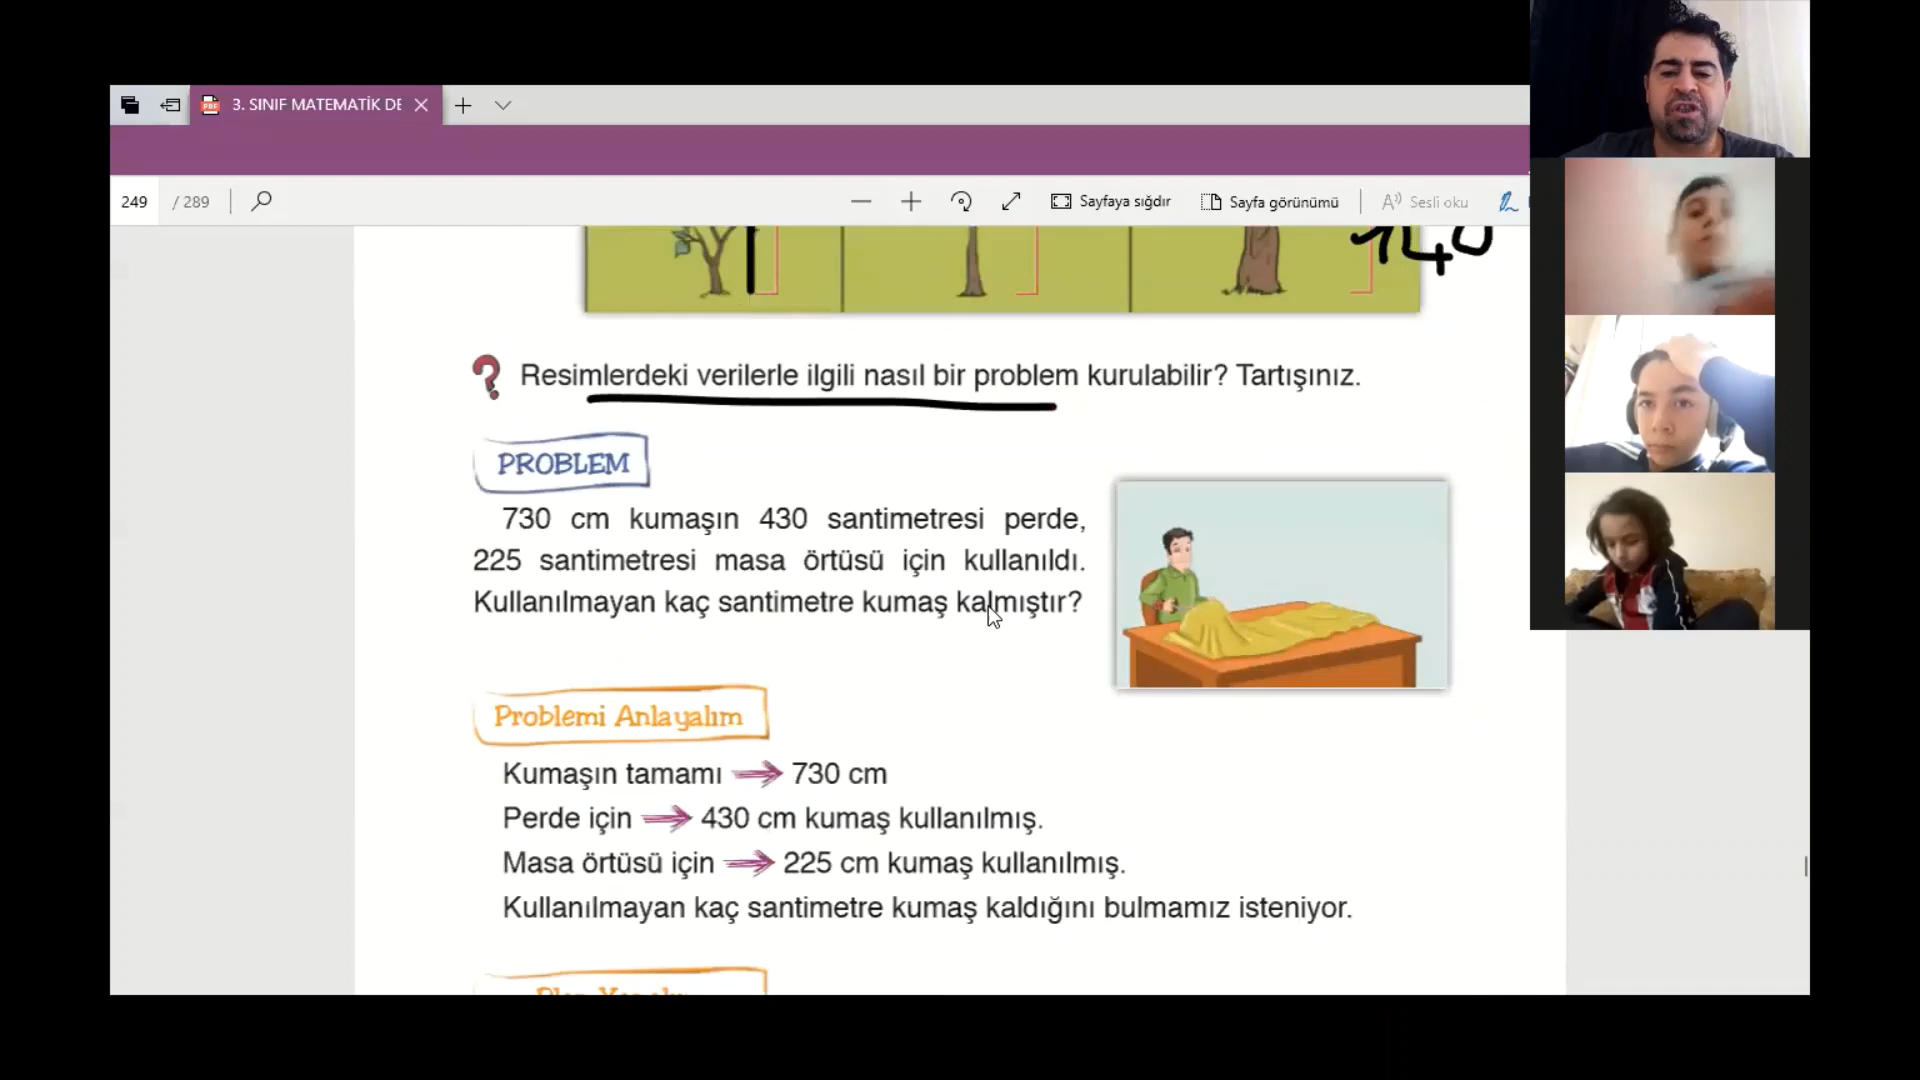 3. SINIF MATEMATİK DE
249 / 289
Sayfaya sığdır
Sayfa görünümü
Sesli oku
140
Resimlerdeki verilerle ilgili nasıl bir problem kurulabilir? Tartışınız.
PROBLEM
730 cm kumaşın 430 santimetresi perde,
225 santimetresi masa örtüsü için kullanıldı.
Kullanılmayan kaç santimetre kumaş kalmıştır?
Problemi Anlayalım
Kumaşın tamamı 730 cm
Perde için 430 cm kumaş kullanılmış.
Masa örtüsü için 225 cm kumaş kullanılmış.
Kullanılmayan kaç santimetre kumaş kaldığını bulmamız isteniyor.